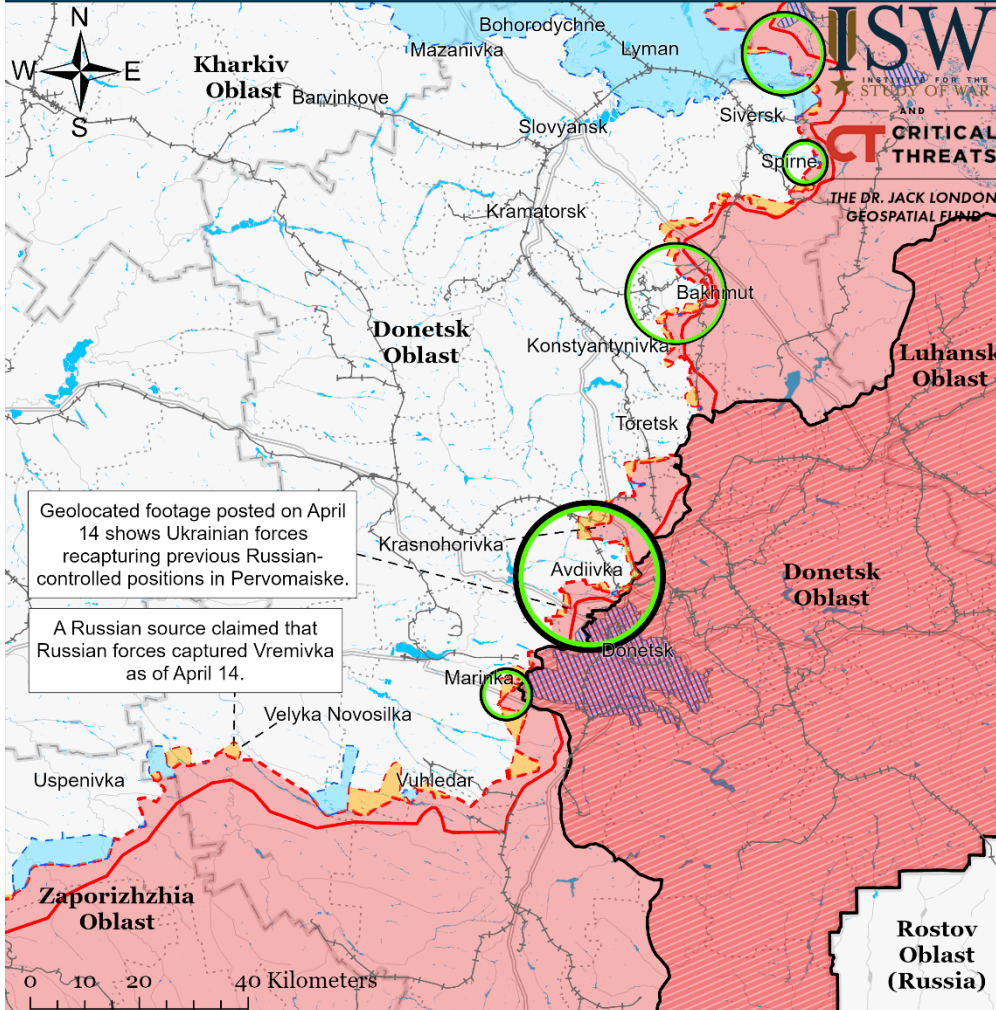 N
W
E
S
Bohorodychne
Mazanivka
Lyman
ISW
INSTITUTE FOR THE
STUDY OF WAR
AND
CT CRITICAL
THREATS
THE DR. JACK LONDON
GEOSPATIAL FUND
Kharkiv
Oblast
Barvinkove
Slovyansk
Siversk
Spirne
Kramatorsk
Bakhmut
Donetsk
Oblast
Konstyantynivka
Luhansk
Oblast
Toretsk
Geolocated footage posted on April
14 shows Ukrainian forces
recapturing previous Russian-
controlled positions in Pervomaiske.
Krasnohorivka
Avdiivka
Donetsk
Oblast
A Russian source claimed that
Russian forces captured Vremivka
as of April 14.
Donetsk
Marinka
Velyka Novosilka
Uspenivka
Vuhledar
Zaporizhzhia
Oblast
Rostov
Oblast
(Russia)
0 10 20 40 Kilometers